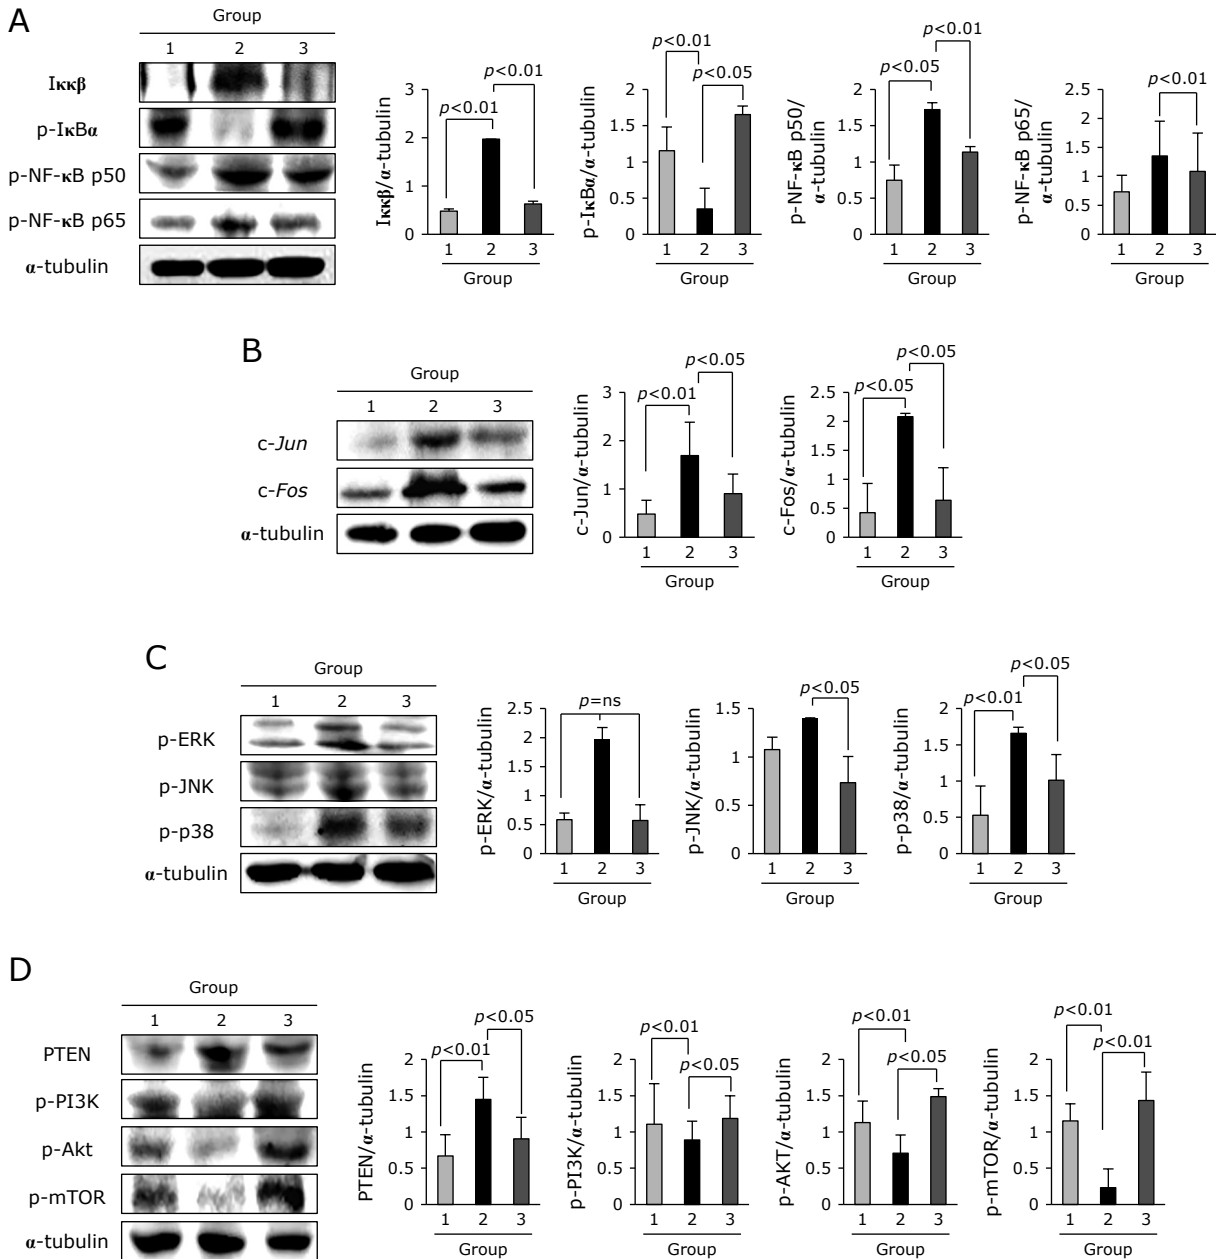 A
Group
1 2 3
Iκκβ
p-IκBα
p-NF-κB p50
p-NF-κB p65
α-tubulin
Iκκβ/α-tubulin
3
2
1
0
p<0.01
p<0.01
1 2 3
Group
p-IκBα/α-tubulin
2
1.5
1
0.5
0
p<0.01
p<0.05
1 2 3
Group
p-NF-κB p50/
α-tubulin
2
1.5
1
0.5
0
p<0.05
p<0.01
1 2 3
Group
p-NF-κB p65/
α-tubulin
2.5
2
1.5
1
0.5
0
p<0.01
1 2 3
Group
B
Group
1 2 3
c-Jun
c-Fos
α-tubulin
c-Jun/α-tubulin
3
2
1
0
p<0.01
p<0.05
1 2 3
Group
c-Fos/α-tubulin
2.5
2
1.5
1
0.5
0
p<0.05
p<0.05
1 2 3
Group
C
Group
1 2 3
p-ERK
p-JNK
p-p38
α-tubulin
p-ERK/α-tubulin
2.5
2
1.5
1
0.5
0
p=ns
1 2 3
Group
p-JNK/α-tubulin
1.5
1
0.5
0
p<0.05
1 2 3
Group
p-p38/α-tubulin
2
1.5
1
0.5
0
p<0.01
p<0.05
1 2 3
Group
D
Group
1 2 3
PTEN
p-PI3K
p-Akt
p-mTOR
α-tubulin
PTEN/α-tubulin
2
1.5
1
0.5
0
p<0.01
p<0.05
1 2 3
Group
p-PI3K/α-tubulin
2
1.5
1
0.5
0
p<0.01
p<0.05
1 2 3
Group
p-AKT/α-tubulin
2
1.5
1
0.5
0
p<0.01
p<0.05
1 2 3
Group
p-mTOR/α-tubulin
2
1.5
1
0.5
0
p<0.01
p<0.01
1 2 3
Group